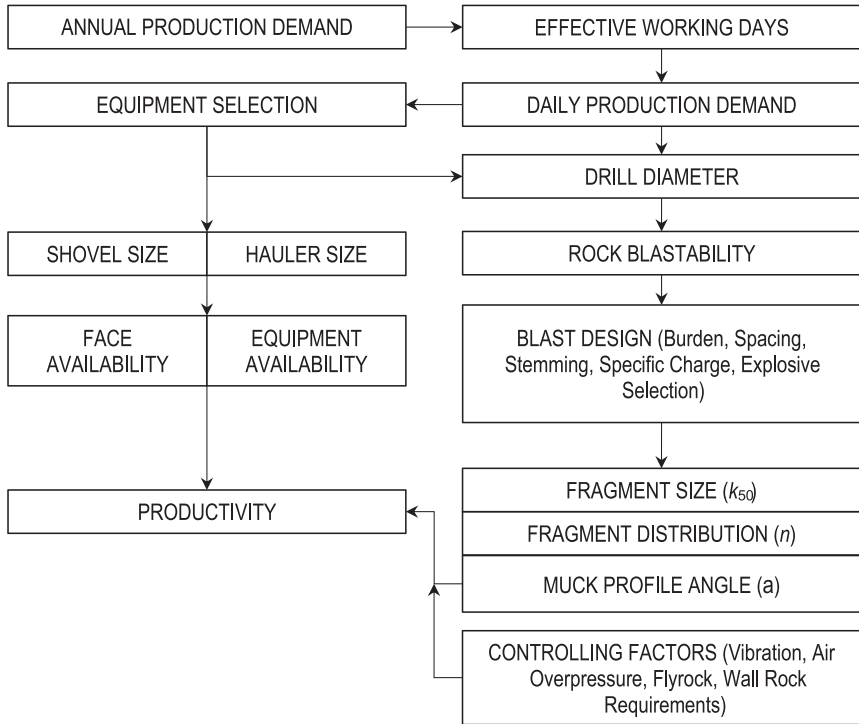 ANNUAL PRODUCTION DEMAND
EFFECTIVE WORKING DAYS
EQUIPMENT SELECTION
DAILY PRODUCTION DEMAND
DRILL DIAMETER
SHOVEL SIZE
HAULER SIZE
ROCK BLASTABILITY
FACE
AVAILABILITY
EQUIPMENT
AVAILABILITY
BLAST DESIGN (Burden, Spacing,
Stemming, Specific Charge, Explosive
Selection)
PRODUCTIVITY
FRAGMENT SIZE (k50)
FRAGMENT DISTRIBUTION (n)
MUCK PROFILE ANGLE (a)
CONTROLLING FACTORS (Vibration, Air
Overpressure, Flyrock, Wall Rock
Requirements)